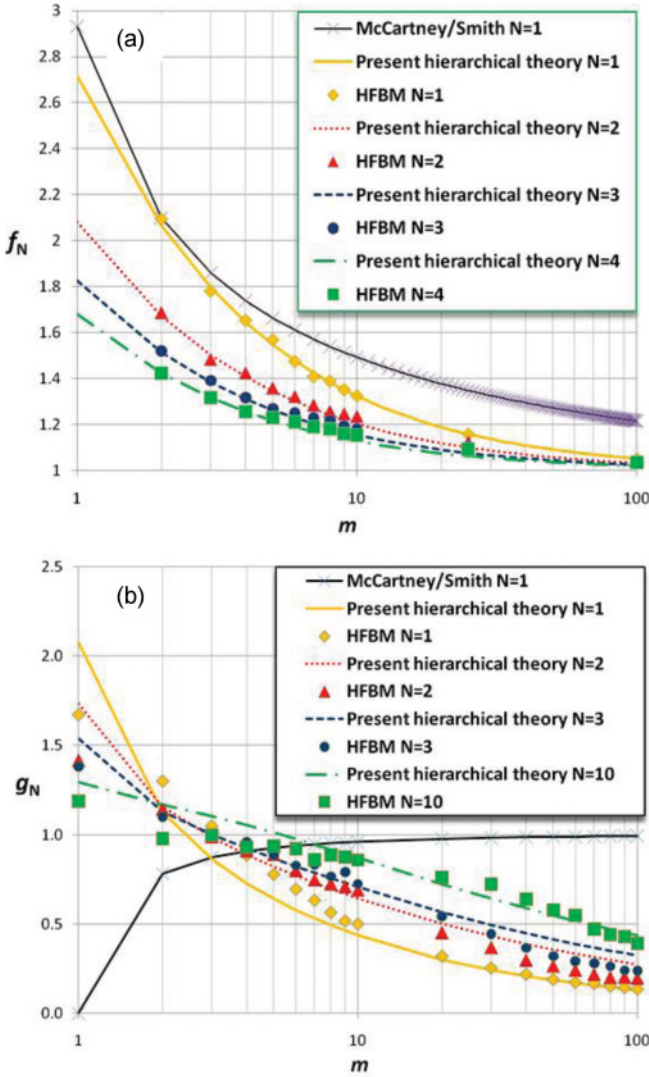 (a)
3
2.8
2.6
2.4
2.2
2
1.8
1.6
1.4
1.2
1
f_N
McCartney/Smith N=1
Present hierarchical theory N=1
HFBM N=1
Present hierarchical theory N=2
HFBM N=2
Present hierarchical theory N=3
HFBM N=3
Present hierarchical theory N=4
HFBM N=4
1 10 100
m
(b)
2.5
2.0
1.5
1.0
0.5
0.0
g_N
McCartney/Smith N=1
Present hierarchical theory N=1
HFBM N=1
Present hierarchical theory N=2
HFBM N=2
Present hierarchical theory N=3
HFBM N=3
Present hierarchical theory N=10
HFBM N=10
1 10 100
m